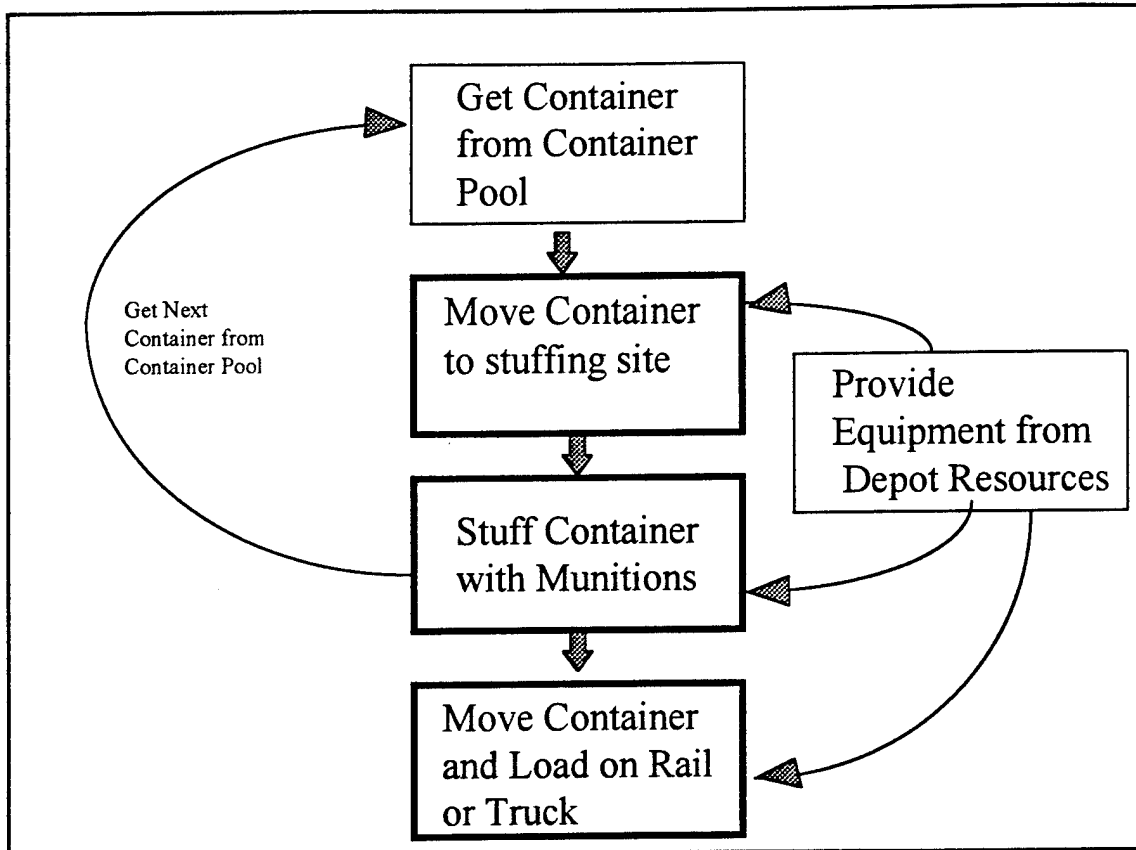 Get Container
from Container
Pool
Move Container
to stuffing site
Get Next
Container from
Container Pool
Provide
Equipment from
Depot Resources
Stuff Container
with Munitions
Move Container
and Load on Rail
or Truck